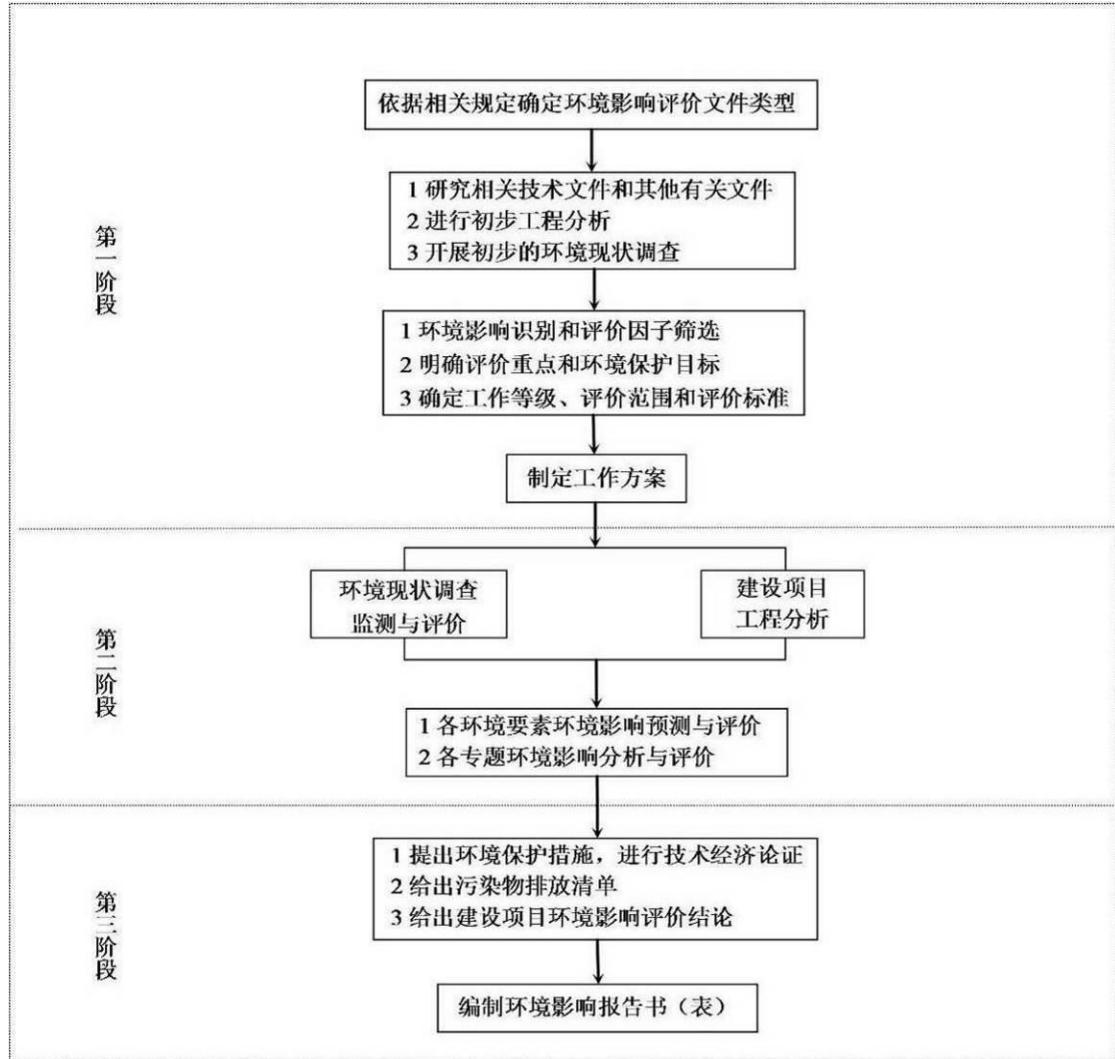 依据相关规定确定环境影响评价文件类型
1 研究相关技术文件和其他有关文件
2 进行初步工程分析
3 开展初步的环境现状调查
第一阶段
1 环境影响识别和评价因子筛选
2 明确评价重点和环境保护目标
3 确定工作等级、评价范围和评价标准
制定工作方案
环境现状调查
监测与评价
建设项目
工程分析
第二阶段
1 各环境要素环境影响预测与评价
2 各专题环境影响分析与评价
1 提出环境保护措施，进行技术经济论证
2 给出污染物排放清单
3 给出建设项目环境影响评价结论
第三阶段
编制环境影响报告书（表）